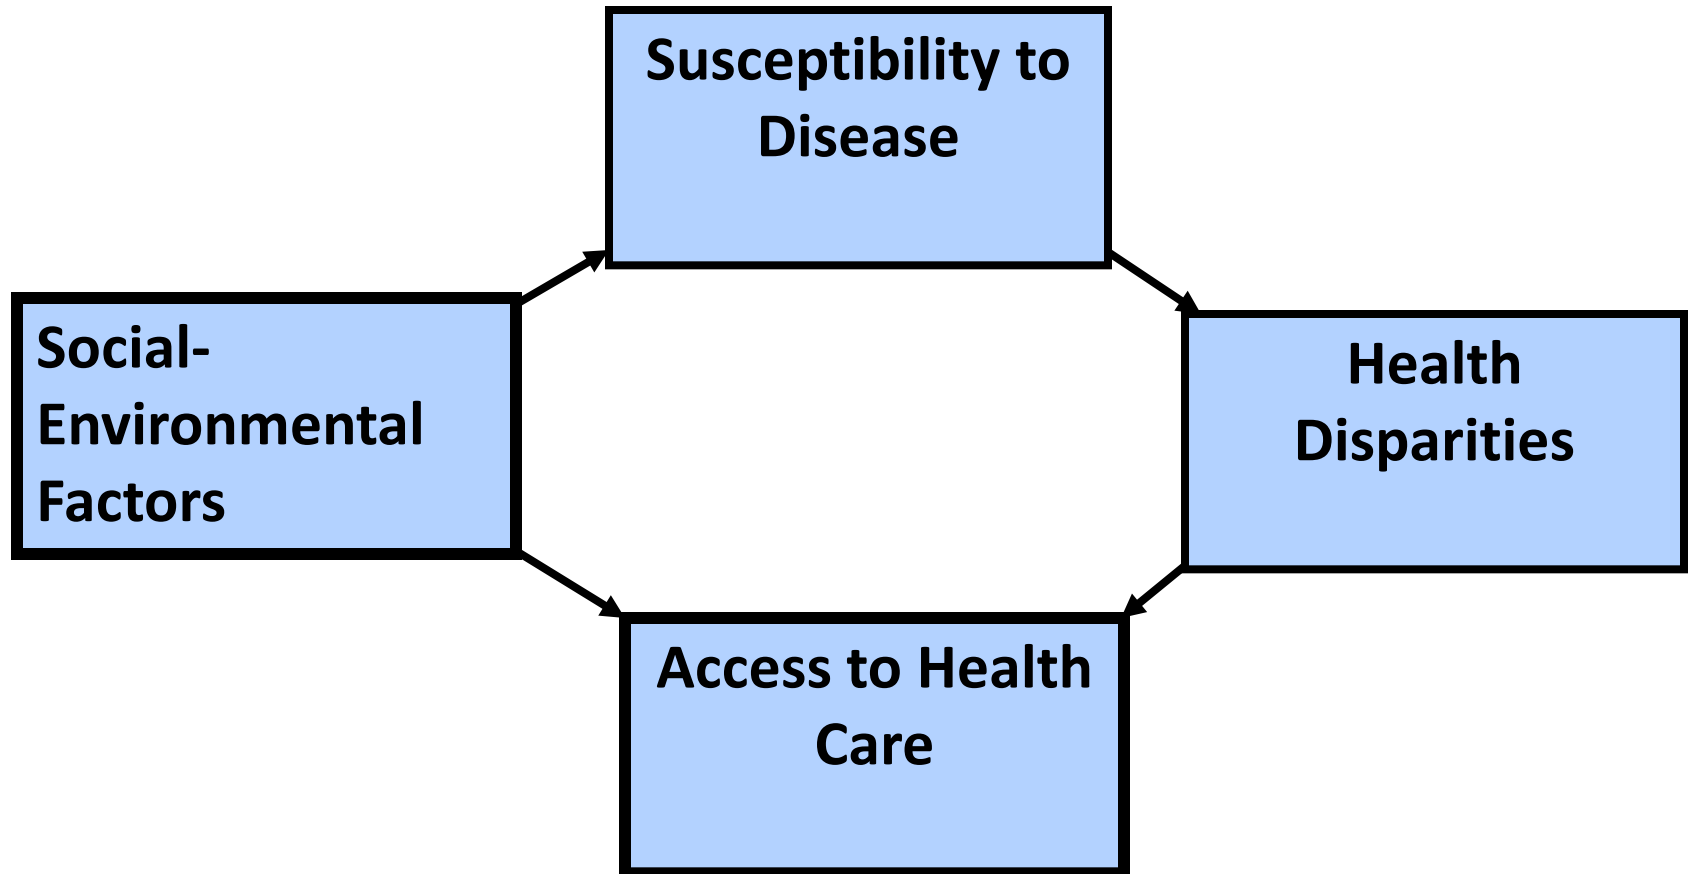 Susceptibility to
Disease
Social-
Environmental
Factors
Health
Disparities
Access to Health
Care